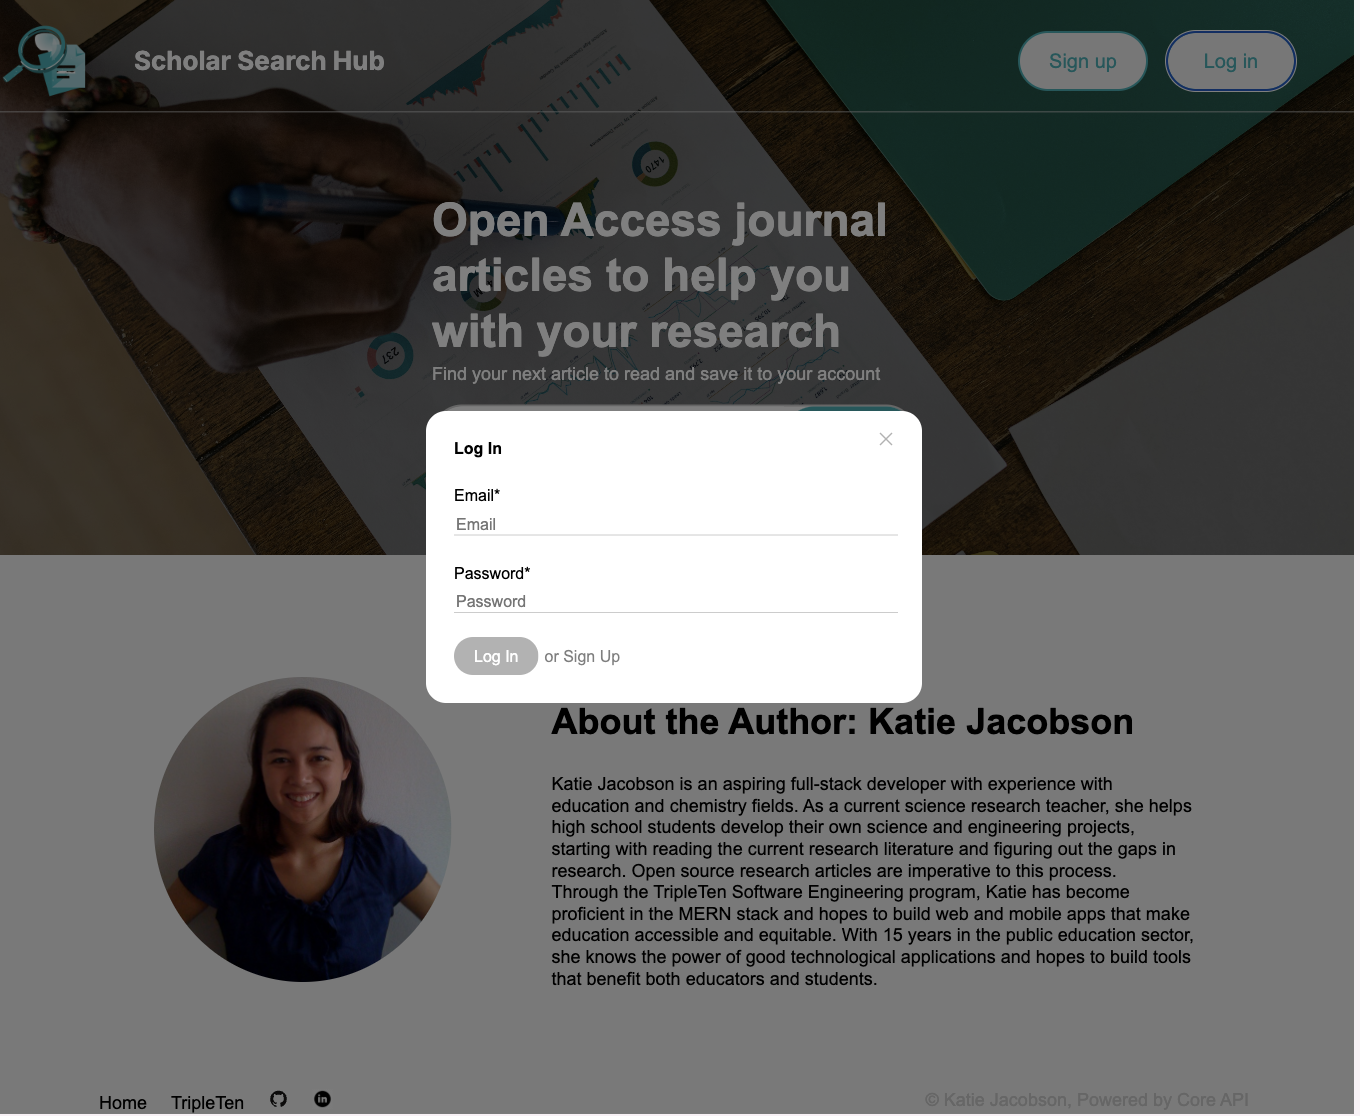 Scholar Search Hub
Sign up
Log in
1470
Open Access journal
articles to help you
with your research
237
Find your next article to read and save it to your account
Log In
Email*
Email
Password*
Password
Log In or Sign Up
About the Author: Katie Jacobson
Katie Jacobson is an aspiring full-stack developer with experience with
education and chemistry fields. As a current science research teacher, she helps
high school students develop their own science and engineering projects,
starting with reading the current research literature and figuring out the gaps in
research. Open source research articles are imperative to this process.
Through the TripleTen Software Engineering program, Katie has become
proficient in the MERN stack and hopes to build web and mobile apps that make
education accessible and equitable. With 15 years in the public education sector,
she knows the power of good technological applications and hopes to build tools
that benefit both educators and students.
Home
TripleTen
in
© Katie Jacobson, Powered by Core API